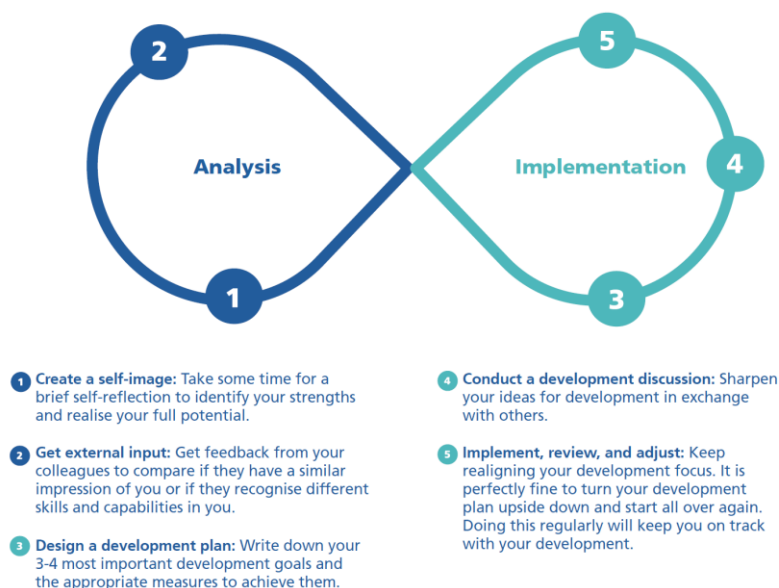 5
2
Analysis
Implementation
4
1
3
1 Create a self-image: Take some time for a
brief self-reflection to identify your strengths
and realise your full potential.
2 Get external input: Get feedback from your
colleagues to compare if they have a similar
impression of you or if they recognise different
skills and capabilities in you.
3 Design a development plan: Write down your
3-4 most important development goals and
the appropriate measures to achieve them.
4 Conduct a development discussion: Sharpen
your ideas for development in exchange
with others.
5 Implement, review, and adjust: Keep
realigning your development focus. It is
perfectly fine to turn your development
plan upside down and start all over again.
Doing this regularly will keep you on track
with your development.